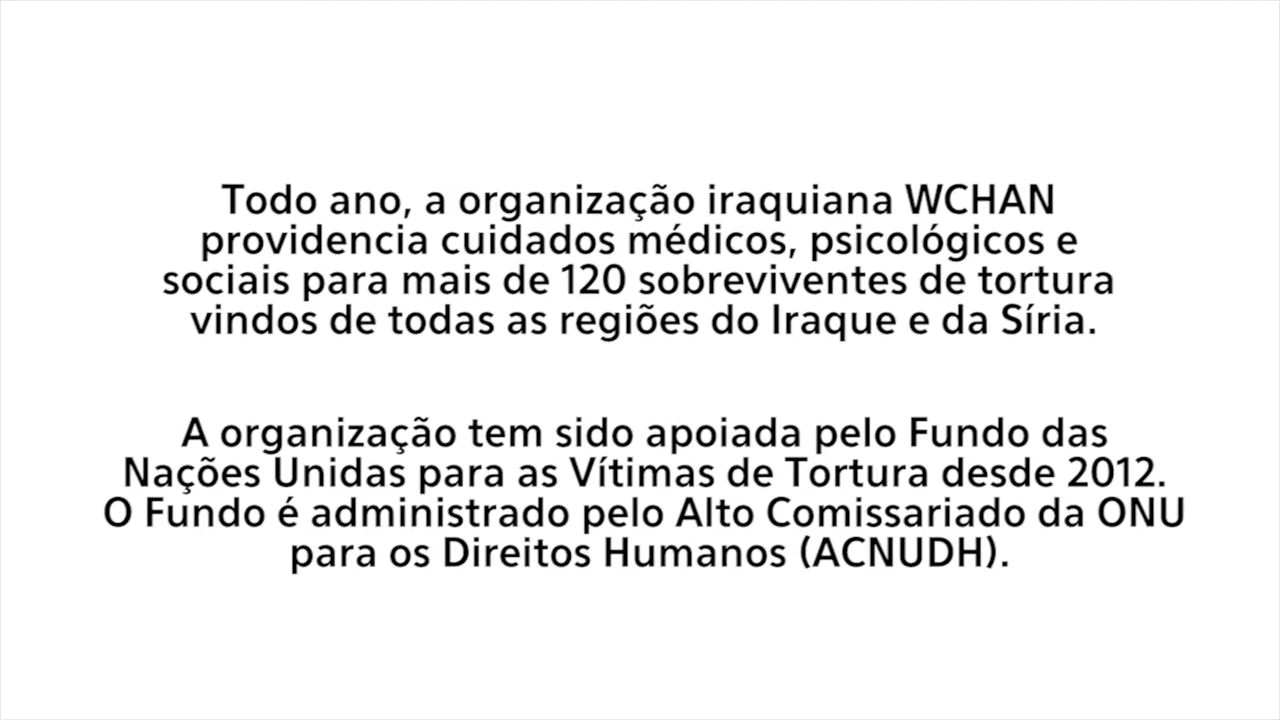 Todo ano, a organização iraquiana WCHAN
providencia cuidados médicos, psicológicos e
sociais para mais de 120 sobreviventes de tortura
vindos de todas as regiões do Iraque e da Síria.
A organização tem sido apoiada pelo Fundo das
Nações Unidas para as Vítimas de Tortura desde 2012.
O Fundo é administrado pelo Alto Comissariado da ONU
para os Direitos Humanos (ACNUDH).